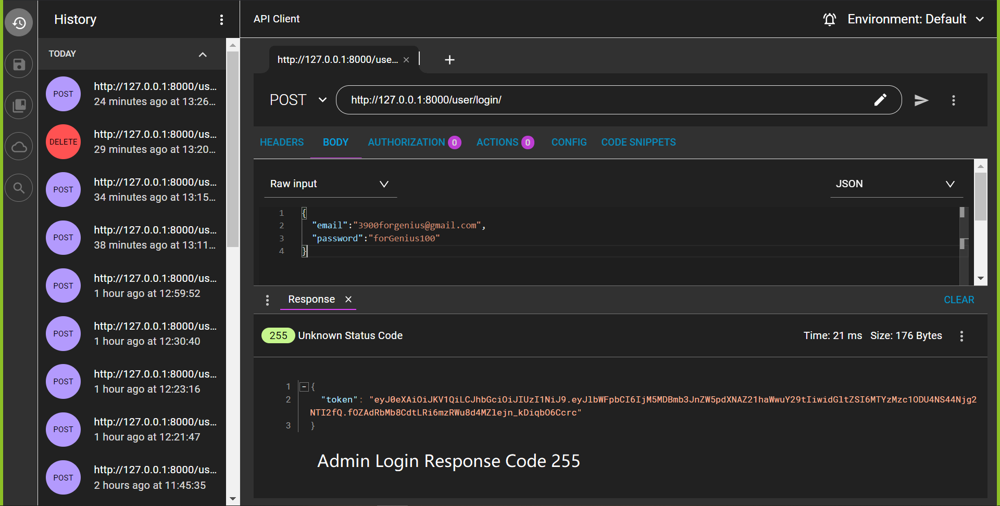 History
API Client
Environment: Default
TODAY
http://127.0.0.1:8000/use...
POST
http://127.0.0.1:8000/us...
24 minutes ago at 13:26...
DELETE
http://127.0.0.1:8000/us...
29 minutes ago at 13:20...
POST
http://127.0.0.1:8000/us...
34 minutes ago at 13:15...
POST
http://127.0.0.1:8000/us...
38 minutes ago at 13:11...
POST
http://127.0.0.1:8000/us...
1 hour ago at 12:59:52
POST
http://127.0.0.1:8000/us...
1 hour ago at 12:30:40
POST
http://127.0.0.1:8000/us...
1 hour ago at 12:23:16
POST
http://127.0.0.1:8000/us...
1 hour ago at 12:21:47
POST
http://127.0.0.1:8000/us...
2 hours ago at 11:45:35
POST http://127.0.0.1:8000/user/login/
HEADERS BODY AUTHORIZATION 0 ACTIONS 0 CONFIG CODE SNIPPETS
Raw input JSON
1 {
2 "email":"3900forgenius@gmail.com",
3 "password":"forGenius100"
4 }
Response CLEAR
255 Unknown Status Code Time: 21 ms Size: 176 Bytes
1 {
2 "token": "eyJ0eXAiOiJKV1QiLCJhbGciOiJIUzI1NiJ9.eyJlbWFpbCI6IjM5MDBmb3JnZW5pdXNAZ21haWwuY29tIiwidGltZSI6MTYzMzc1ODU4NS44Njg2
NTI2fQ.fOZAdRbMb8CdtLRi6mzRWu8d4MZlejn_kDiqbO6Ccrc"
3 }
Admin Login Response Code 255